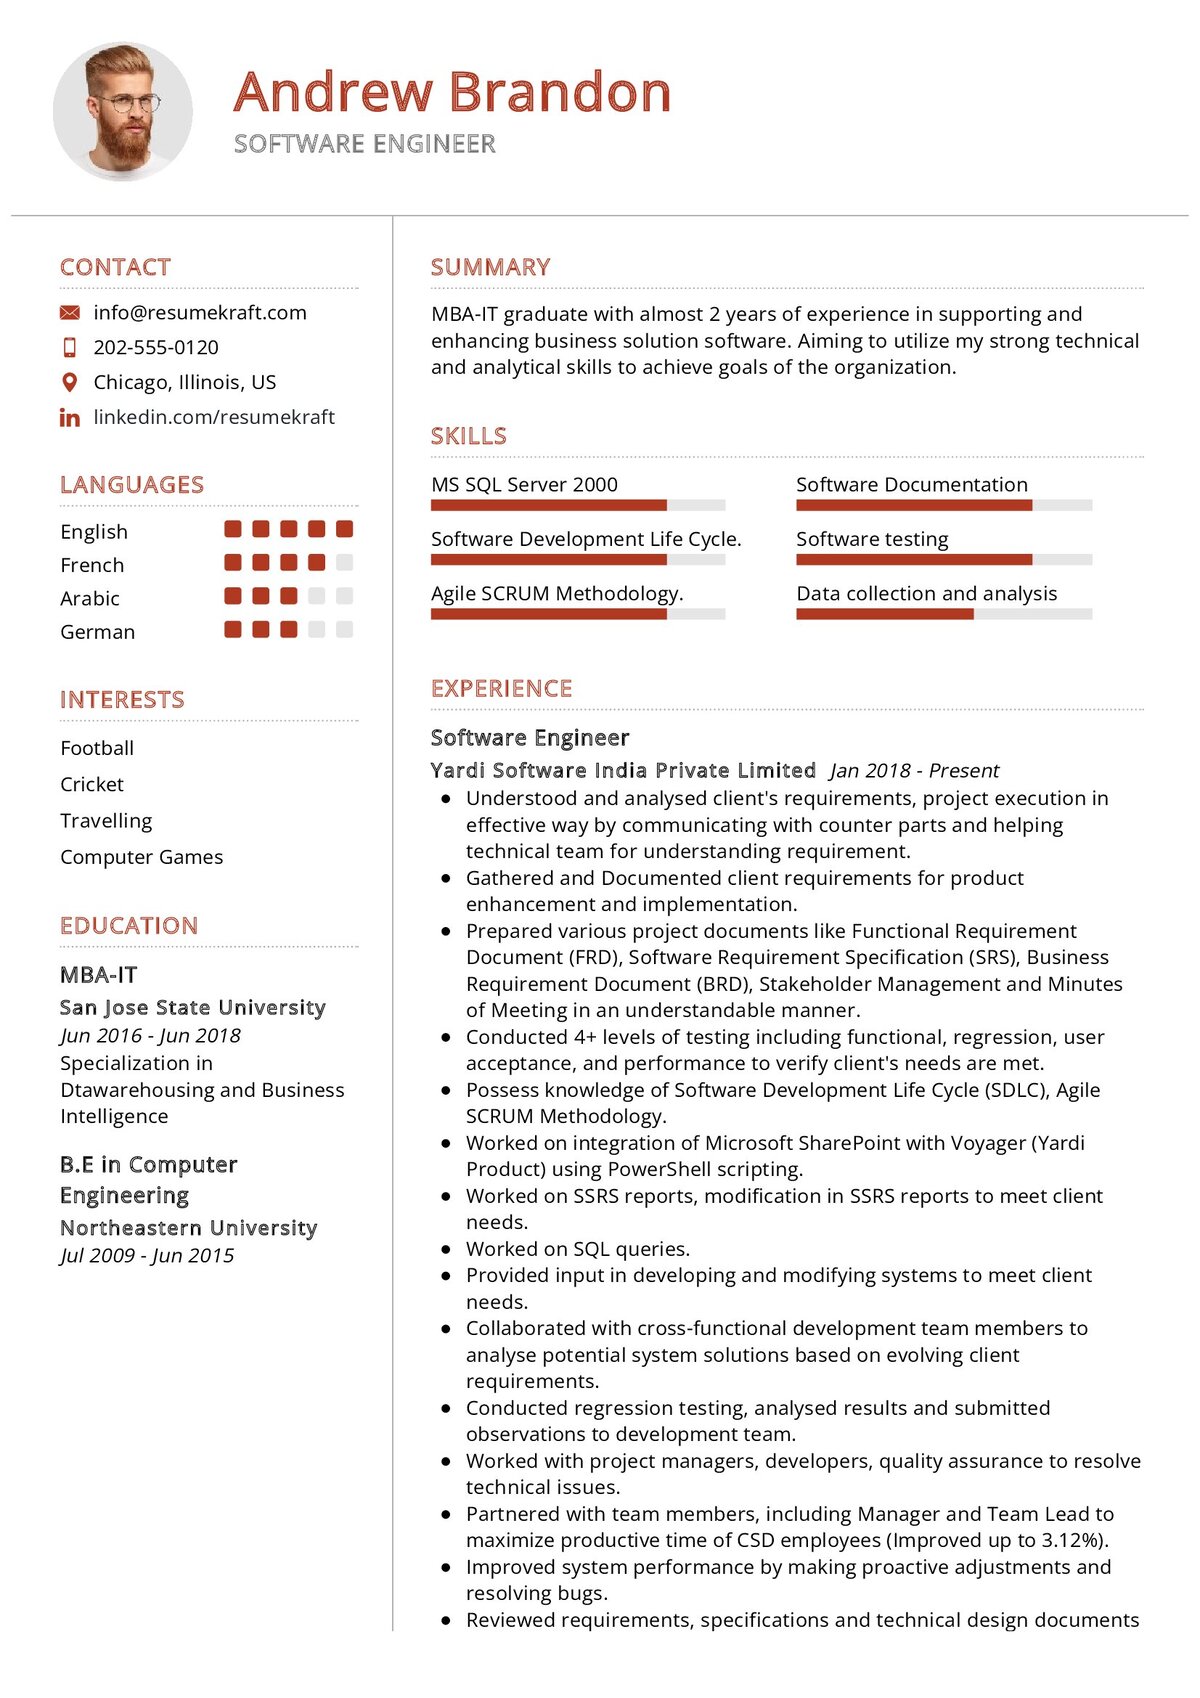 Andrew Brandon
SOFTWARE ENGINEER
CONTACT
info@resumekraft.com
202-555-0120
Chicago, Illinois, US
linkedin.com/resumekraft
LANGUAGES
English
French
Arabic
German
INTERESTS
Football
Cricket
Travelling
Computer Games
EDUCATION
MBA-IT
San Jose State University
Jun 2016 - Jun 2018
Specialization in
Dtawarehousing and Business
Intelligence
B.E in Computer
Engineering
Northeastern University
Jul 2009 - Jun 2015
SUMMARY
MBA-IT graduate with almost 2 years of experience in supporting and
enhancing business solution software. Aiming to utilize my strong technical
and analytical skills to achieve goals of the organization.
SKILLS
MS SQL Server 2000
Software Documentation
Software Development Life Cycle.
Software testing
Agile SCRUM Methodology.
Data collection and analysis
EXPERIENCE
Software Engineer
Yardi Software India Private Limited Jan 2018 - Present
● Understood and analysed client's requirements, project execution in
effective way by communicating with counter parts and helping
technical team for understanding requirement.
● Gathered and Documented client requirements for product
enhancement and implementation.
● Prepared various project documents like Functional Requirement
Document (FRD), Software Requirement Specification (SRS), Business
Requirement Document (BRD), Stakeholder Management and Minutes
of Meeting in an understandable manner.
● Conducted 4+ levels of testing including functional, regression, user
acceptance, and performance to verify client's needs are met.
● Possess knowledge of Software Development Life Cycle (SDLC), Agile
SCRUM Methodology.
● Worked on integration of Microsoft SharePoint with Voyager (Yardi
Product) using PowerShell scripting.
● Worked on SSRS reports, modification in SSRS reports to meet client
needs.
● Worked on SQL queries.
● Provided input in developing and modifying systems to meet client
needs.
● Collaborated with cross-functional development team members to
analyse potential system solutions based on evolving client
requirements.
● Conducted regression testing, analysed results and submitted
observations to development team.
● Worked with project managers, developers, quality assurance to resolve
technical issues.
● Partnered with team members, including Manager and Team Lead to
maximize productive time of CSD employees (Improved up to 3.12%).
● Improved system performance by making proactive adjustments and
resolving bugs.
● Reviewed requirements, specifications and technical design documents